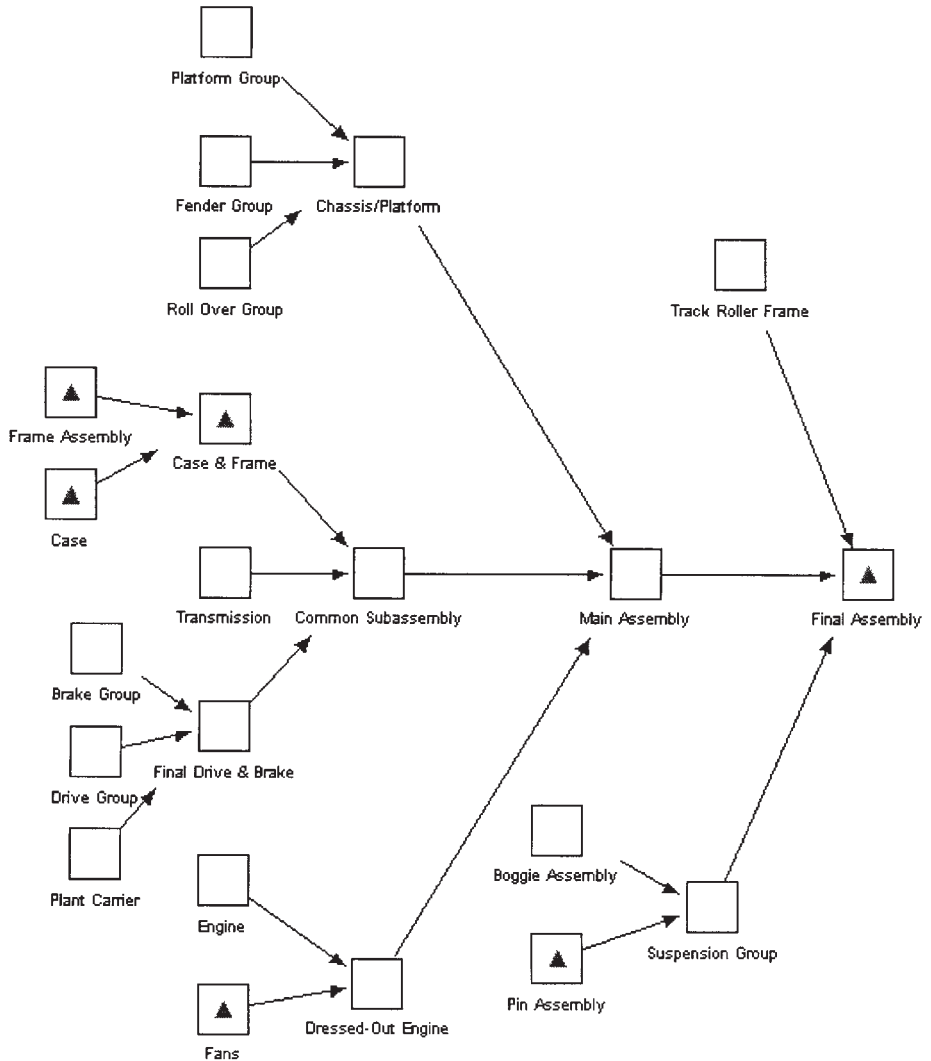 Platform Group
Fender Group
Chassis/Platform
Roll Over Group
Track Roller Frame
Frame Assembly
Case & Frame
Case
Transmission
Common Subassembly
Main Assembly
Final Assembly
Brake Group
Final Drive & Brake
Drive Group
Plant Carrier
Boggie Assembly
Engine
Suspension Group
Pin Assembly
Dressed-Out Engine
Fans